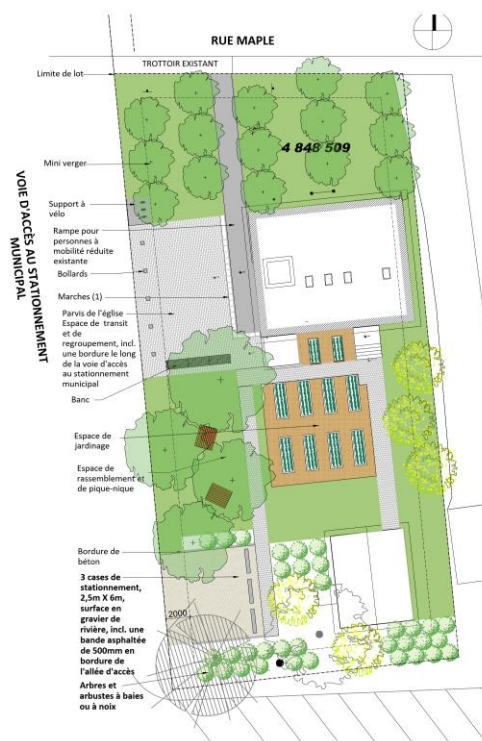 RUE MAPLE
TROTTOIR EXISTANT
Limite de lot
4 848 509
Mini verger
VOIE D'ACCÈS AU STATIONNEMENT
MUNICIPAL
Support à
vélo
Rampe pour
personnes à
mobilité réduite
existante
Bollards
Marches (1)
Parvis de l'église
Espace de transit
et de
regroupement, incl.
une bordure le long
de la voie d'accès
au stationnement
municipal
Banc
Espace de
jardinage
Espace de
rassemblement et
de pique-nique
Bordure de
béton
3 cases de
stationnement,
2,5m X 6m,
surface en
gravier de
rivière, incl. une
bande asphaltée
de 500mm en
bordure de
l'allée d'accès
2000
Arbres et
arbustes à baies
ou à noix